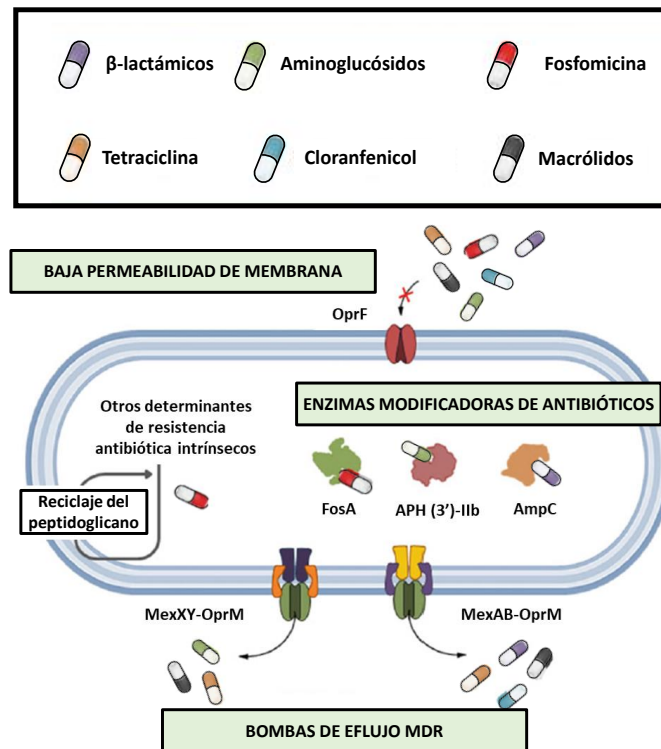 β-lactámicos
Aminoglucósidos
Fosfomicina
Tetraciclina
Cloranfenicol
Macrólidos
BAJA PERMEABILIDAD DE MEMBRANA
OprF
Otros determinantes
de resistencia
antibiótica intrínsecos
ENZIMAS MODIFICADORAS DE ANTIBIÓTICOS
Reciclaje del
peptidoglicano
FosA
APH (3')-IIb
AmpC
MexXY-OprM
MexAB-OprM
BOMBAS DE EFLUJO MDR